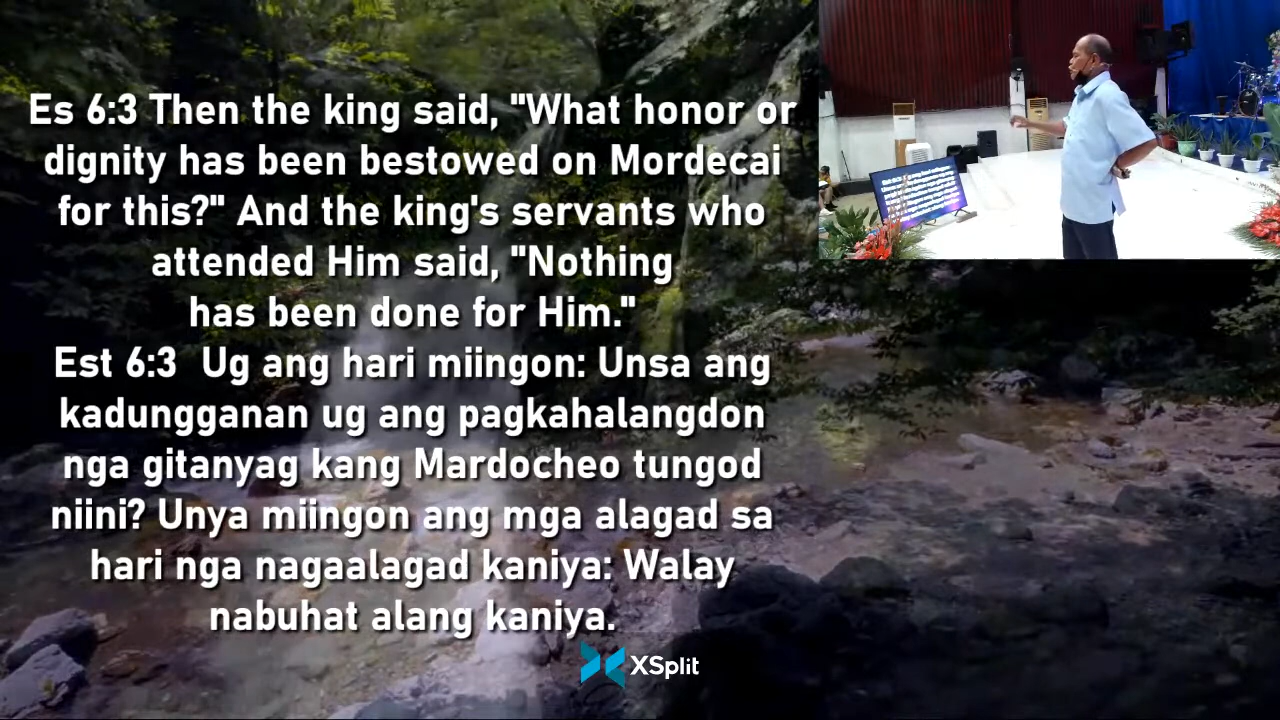 Es 6:3 Then the king said, "What honor or
dignity has been bestowed on Mordecai
for this?" And the king's servants who
attended Him said, "Nothing
has been done for Him."
Est 6:3  Ug ang hari miingon: Unsa ang
kadungganan ug ang pagkahalangdon
nga gitanyag kang Mardocheo tungod
niini? Unya miingon ang mga alagad sa
hari nga nagaalagad kaniya: Walay
nabuhat alang kaniya.
XSplit